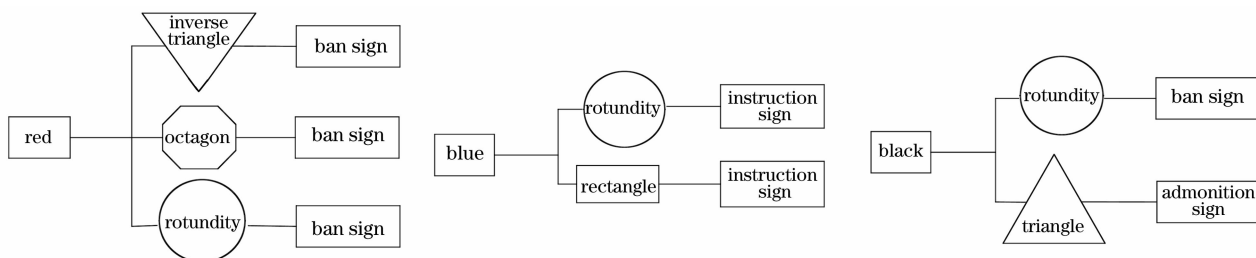 inverse
triangle
ban sign
red
octagon
ban sign
rotundity
ban sign
blue
rotundity
instruction
sign
rectangle
instruction
sign
black
rotundity
ban sign
triangle
admonition
sign